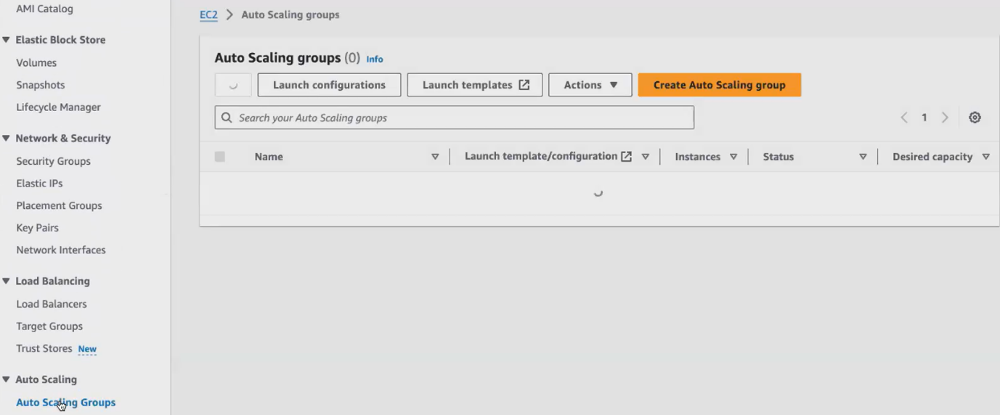 AMI Catalog
Elastic Block Store
Volumes
Snapshots
Lifecycle Manager
Network & Security
Security Groups
Elastic IPs
Placement Groups
Key Pairs
Network Interfaces
Load Balancing
Load Balancers
Target Groups
Trust Stores New
Auto Scaling
Auto Scaling Groups
EC2 > Auto Scaling groups
Auto Scaling groups (0) Info
Launch configurations Launch templates Actions Create Auto Scaling group
Search your Auto Scaling groups 1
Name Launch template/configuration Instances Status Desired capacity